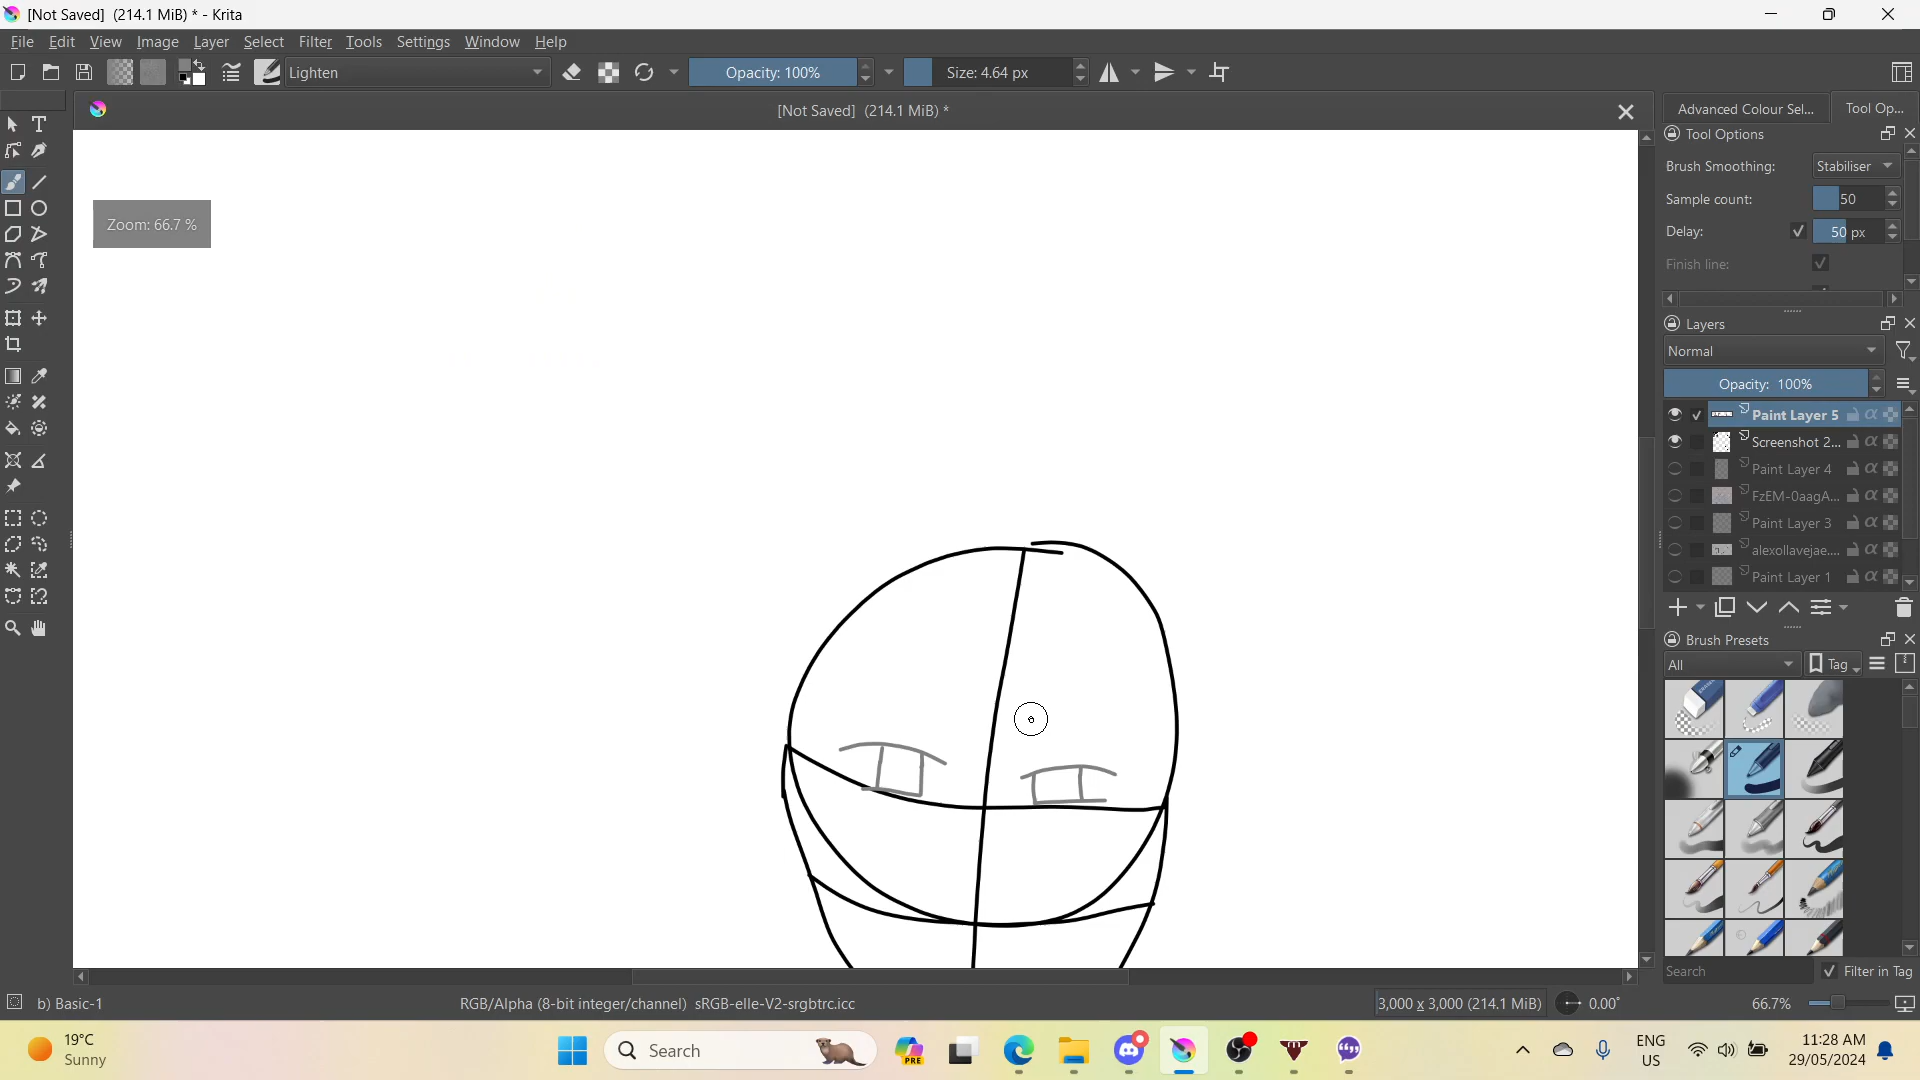 [Not Saved]  (214.1 MiB) * - Krita
File Edit View Image Layer Select Filter Tools Settings Window Help
Lighten Opacity: 100% Size: 4.64 px
[Not Saved]  (214.1 MiB) *
Advanced Colour Sel... Tool Op...
Tool Options
Brush Smoothing: Stabiliser
Sample count: 50
Delay: 50 px
Finish line:
Zoom: 66.7 %
Layers
Normal
Opacity: 100%
Paint Layer 5
Screenshot 2...
Paint Layer 4
FzEM-0aagA...
Paint Layer 3
alexollavejae....
Paint Layer 1
Brush Presets
All Tag
Search Filter in Tag
b) Basic-1 RGB/Alpha (8-bit integer/channel)  sRGB-elle-V2-srgbtrc.icc 3,000 x 3,000 (214.1 MiB) 0.00° 66.7%
19°C
Sunny
Search
PRE
ENG
US
11:28 AM
29/05/2024